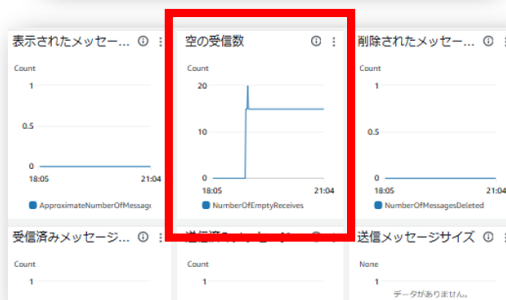 表示されたメッセー...
Count
1
0.5
0
18:05 21:04
ApproximateNumberOfMessage
空の受信数
Count
20
10
0
18:05 21:04
NumberOfEmptyReceives
削除されたメッセー...
Count
1
0.5
0
18:05 21:04
NumberOfMessagesDeleted
受信済みメッセージ...
Count
1
Count
1
送信メッセージサイズ
None
1
データがありません。